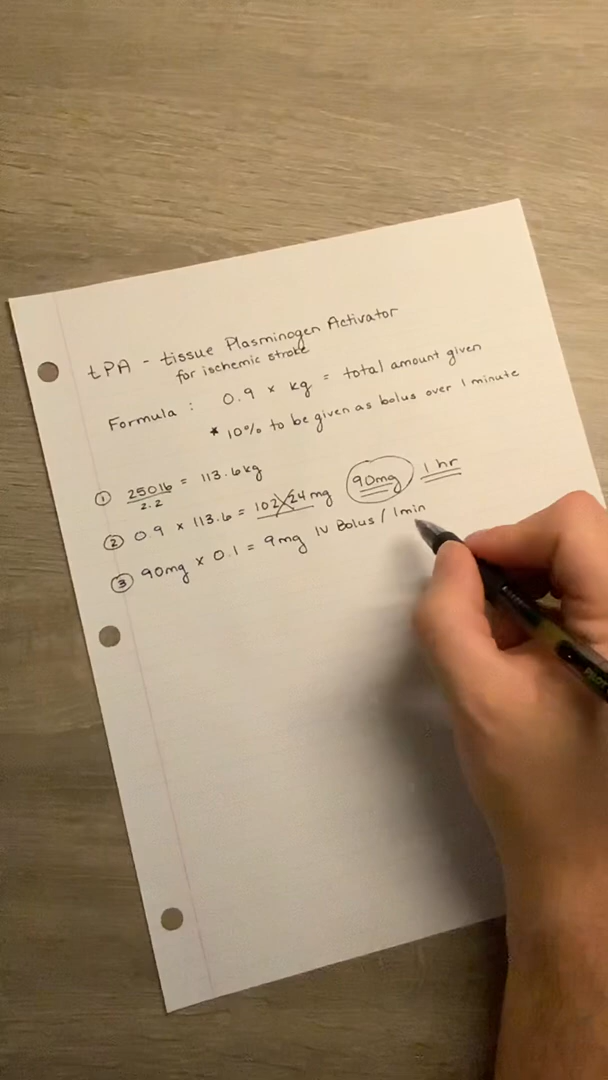 tPA - tissue Plasminogen Activator
for ischemic stroke
Formula : 0.9 x kg = total amount given
* 10% to be given as bolus over 1 minute
① 250lb / 2.2 = 113.6kg
② 0.9 x 113.6 = 102.24 mg 90mg 1 hr
③ 90mg x 0.1 = 9mg IV Bolus / 1min